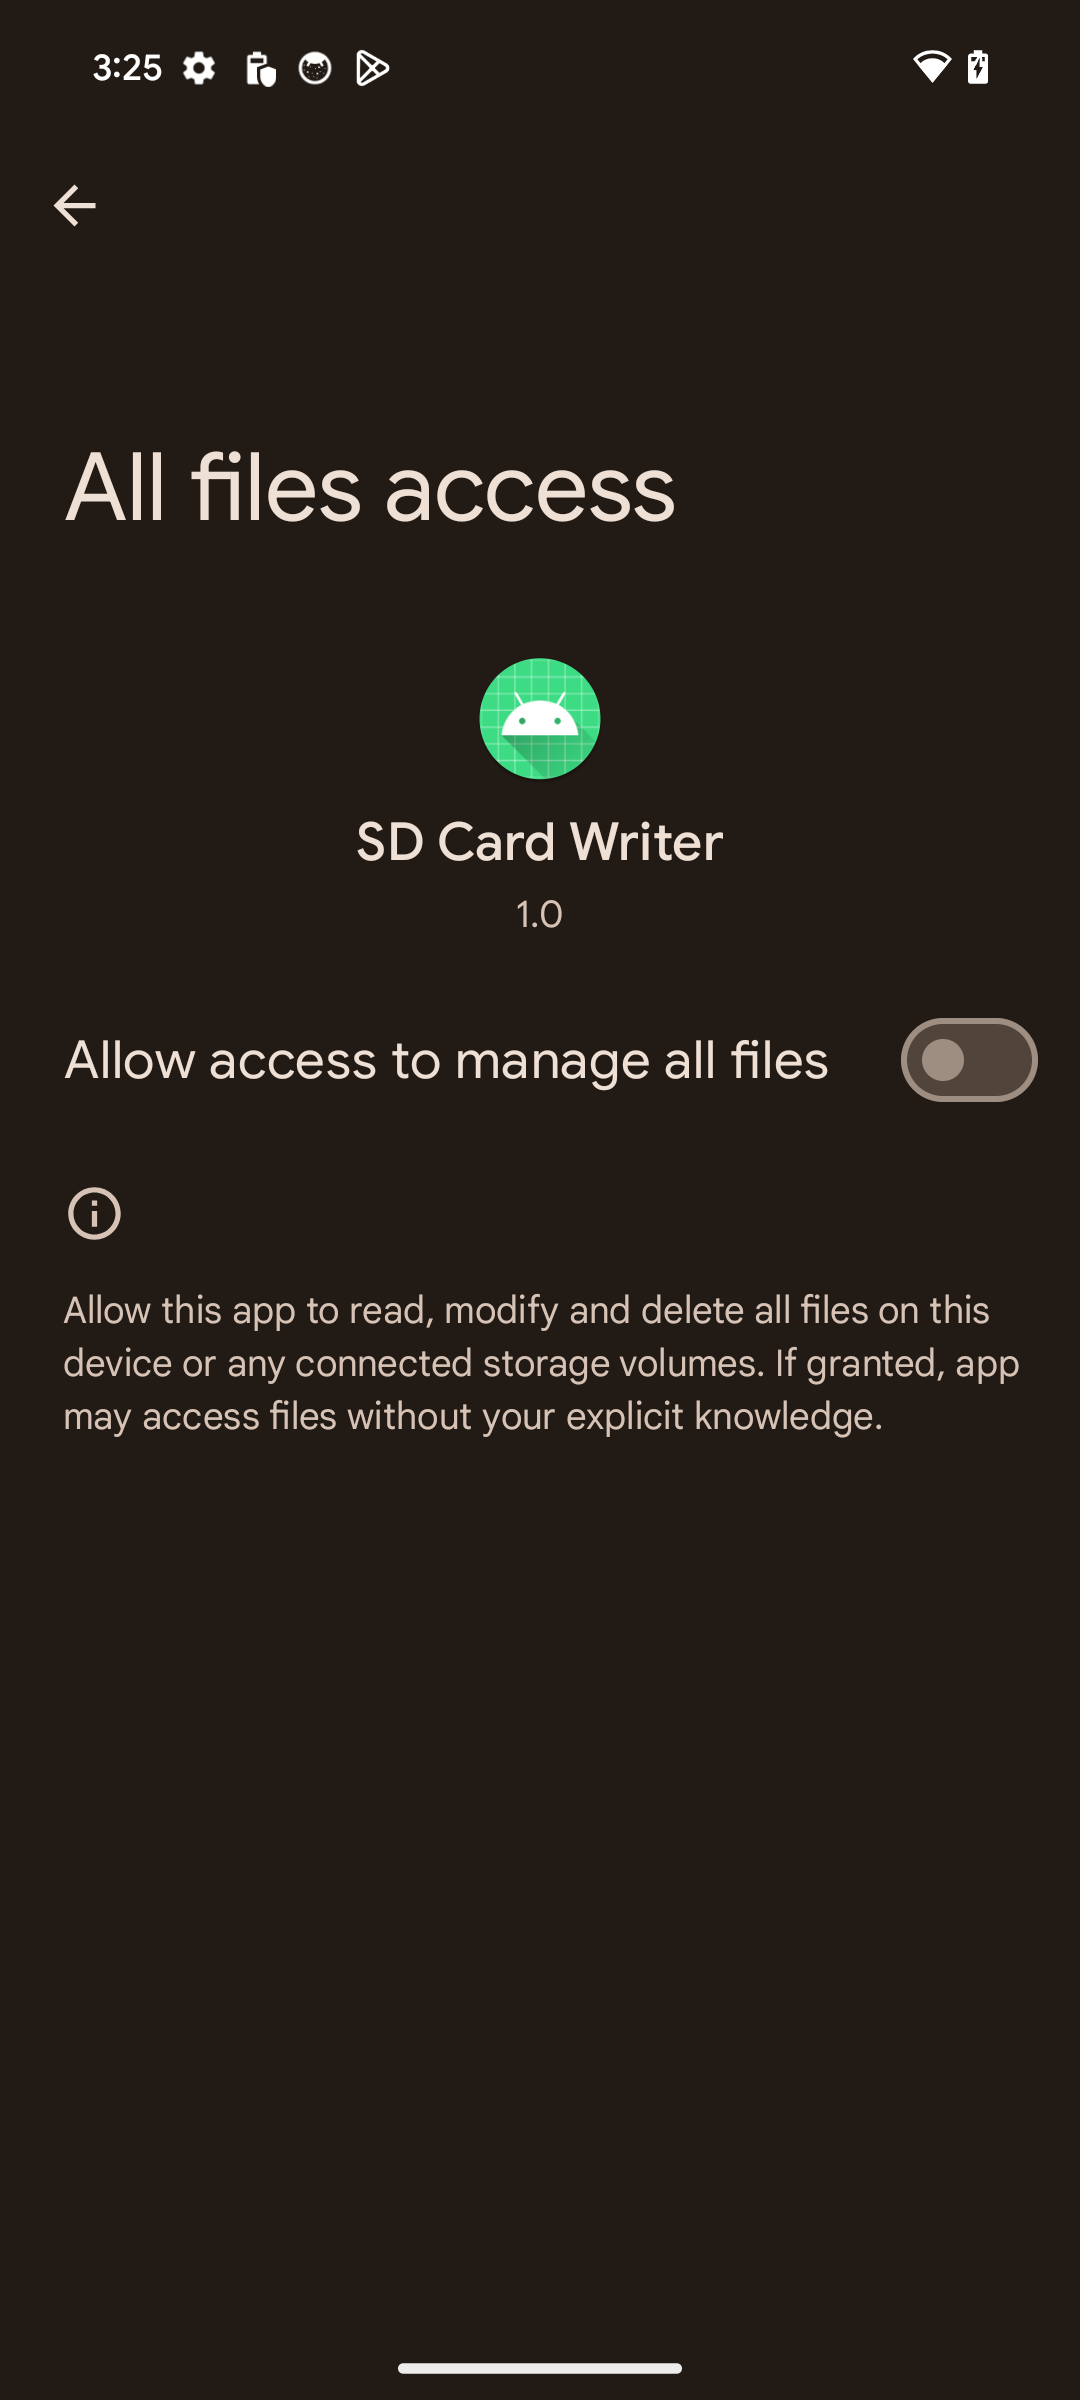 3:25
All files access
SD Card Writer
1.0
Allow access to manage all files
Allow this app to read, modify and delete all files on this
device or any connected storage volumes. If granted, app
may access files without your explicit knowledge.